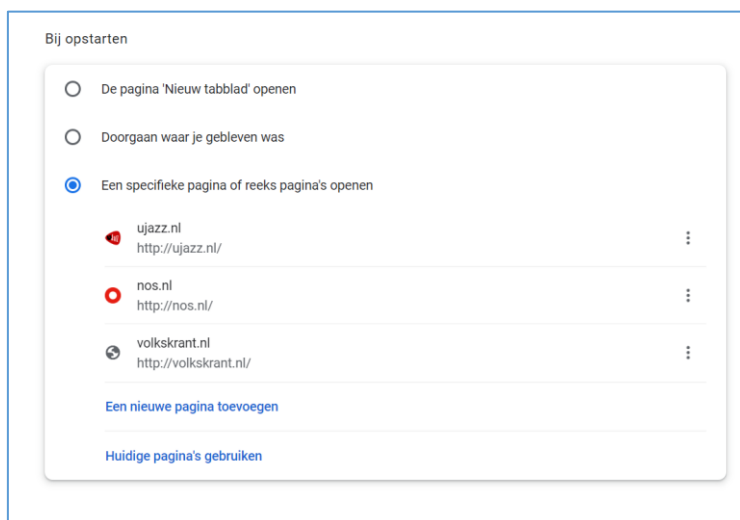 Bij opstarten
De pagina 'Nieuw tabblad' openen
Doorgaan waar je gebleven was
Een specifieke pagina of reeks pagina's openen
ujazz.nl
http://ujazz.nl/
nos.nl
http://nos.nl/
volkskrant.nl
http://volkskrant.nl/
Een nieuwe pagina toevoegen
Huidige pagina's gebruiken